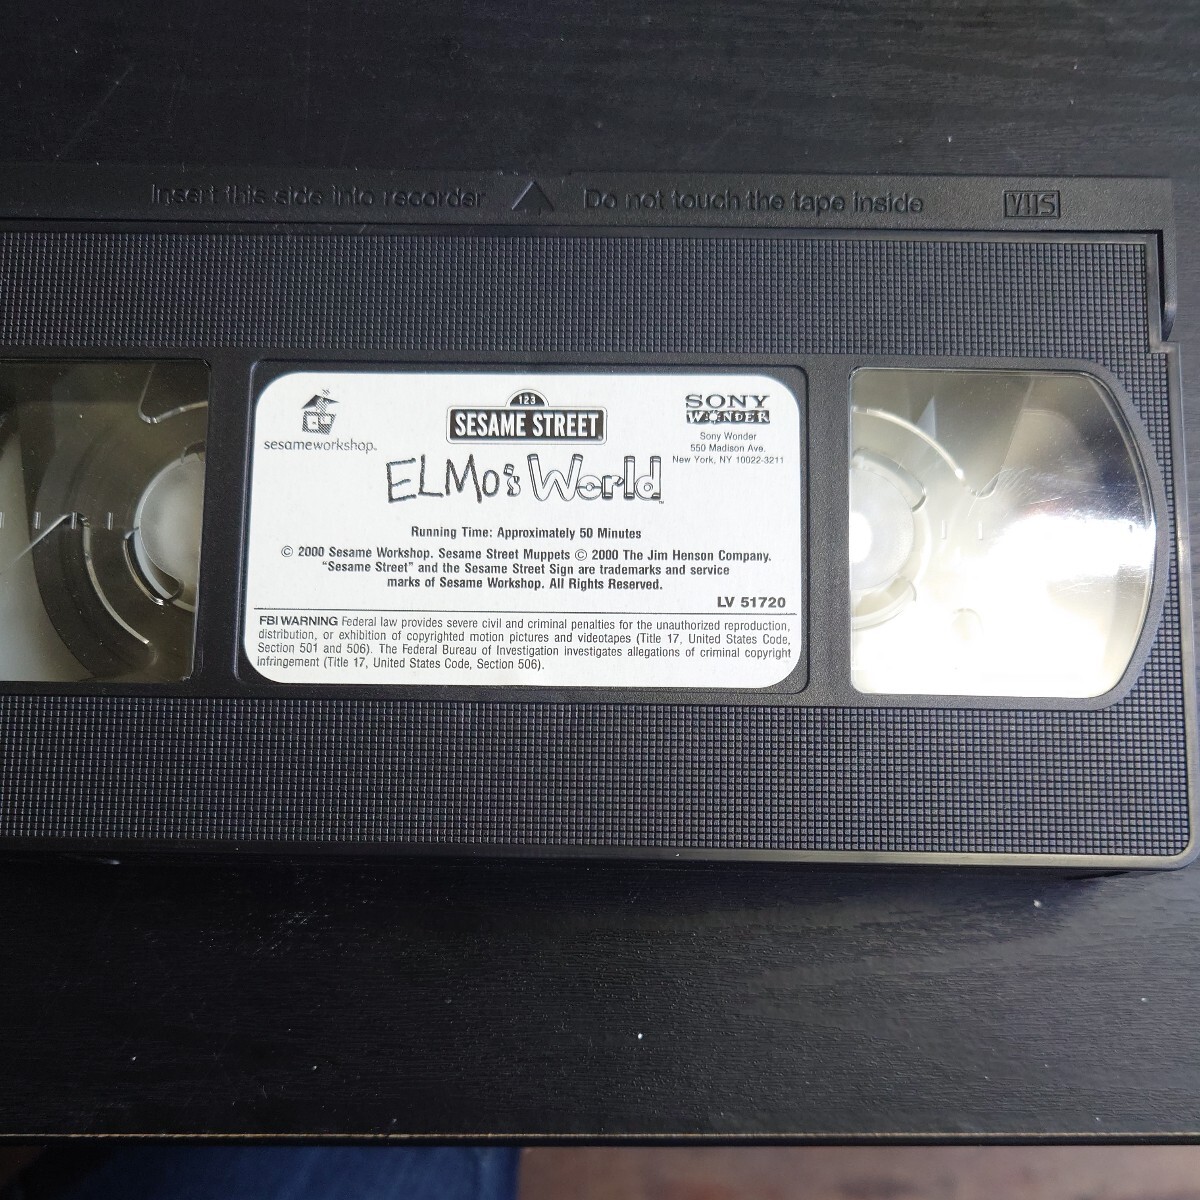 Insert this side into recorder Do not touch the tape inside VHS
sesameworkshop.
123
SESAME STREET
SONY
WONDER
Sony Wonder
550 Madison Ave.
New York, NY 10022-3211
ELMO's World™
Running Time: Approximately 50 Minutes
© 2000 Sesame Workshop. Sesame Street Muppets © 2000 The Jim Henson Company.
"Sesame Street" and the Sesame Street Sign are trademarks and service
marks of Sesame Workshop. All Rights Reserved.
LV 51720
FBI WARNING Federal law provides severe civil and criminal penalties for the unauthorized reproduction,
distribution, or exhibition of copyrighted motion pictures and videotapes (Title 17, United States Code,
Section 501 and 506). The Federal Bureau of Investigation investigates allegations of criminal copyright
infringement (Title 17, United States Code, Section 506).